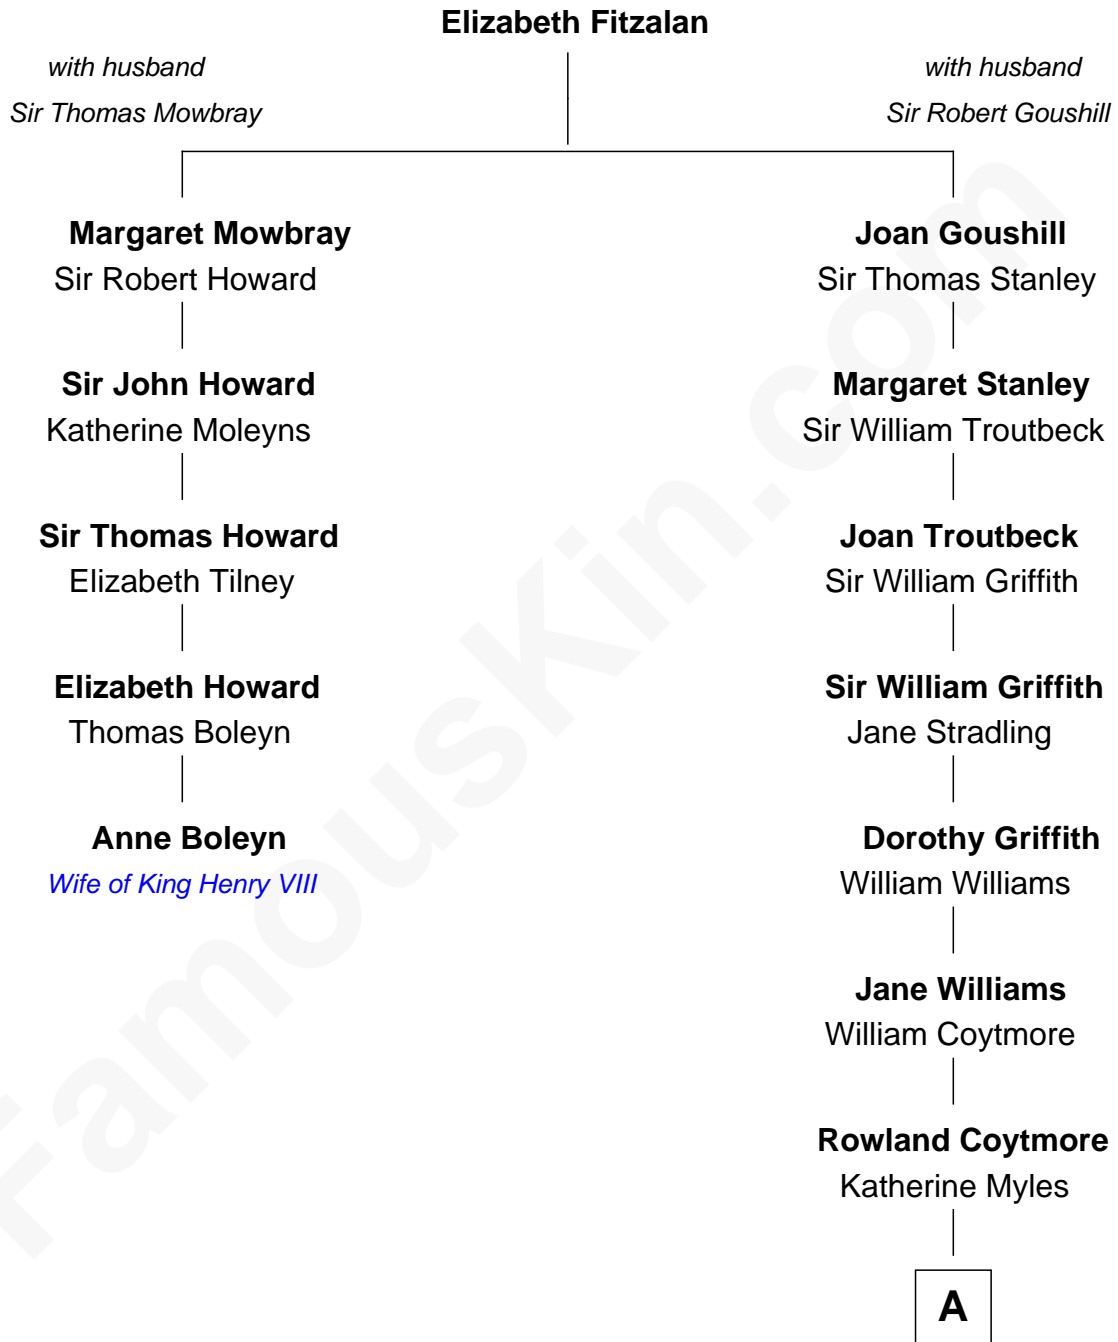 Elizabeth Fitzalan
with husband
Sir Thomas Mowbray
with husband
Sir Robert Goushill
Margaret Mowbray
Sir Robert Howard
Sir John Howard
Katherine Moleyns
Sir Thomas Howard
Elizabeth Tilney
Elizabeth Howard
Thomas Boleyn
Anne Boleyn
Wife of King Henry VIII
Joan Goushill
Sir Thomas Stanley
Margaret Stanley
Sir William Troutbeck
Joan Troutbeck
Sir William Griffith
Sir William Griffith
Jane Stradling
Dorothy Griffith
William Williams
Jane Williams
William Coytmore
Rowland Coytmore
Katherine Myles
A
FamousKin.com